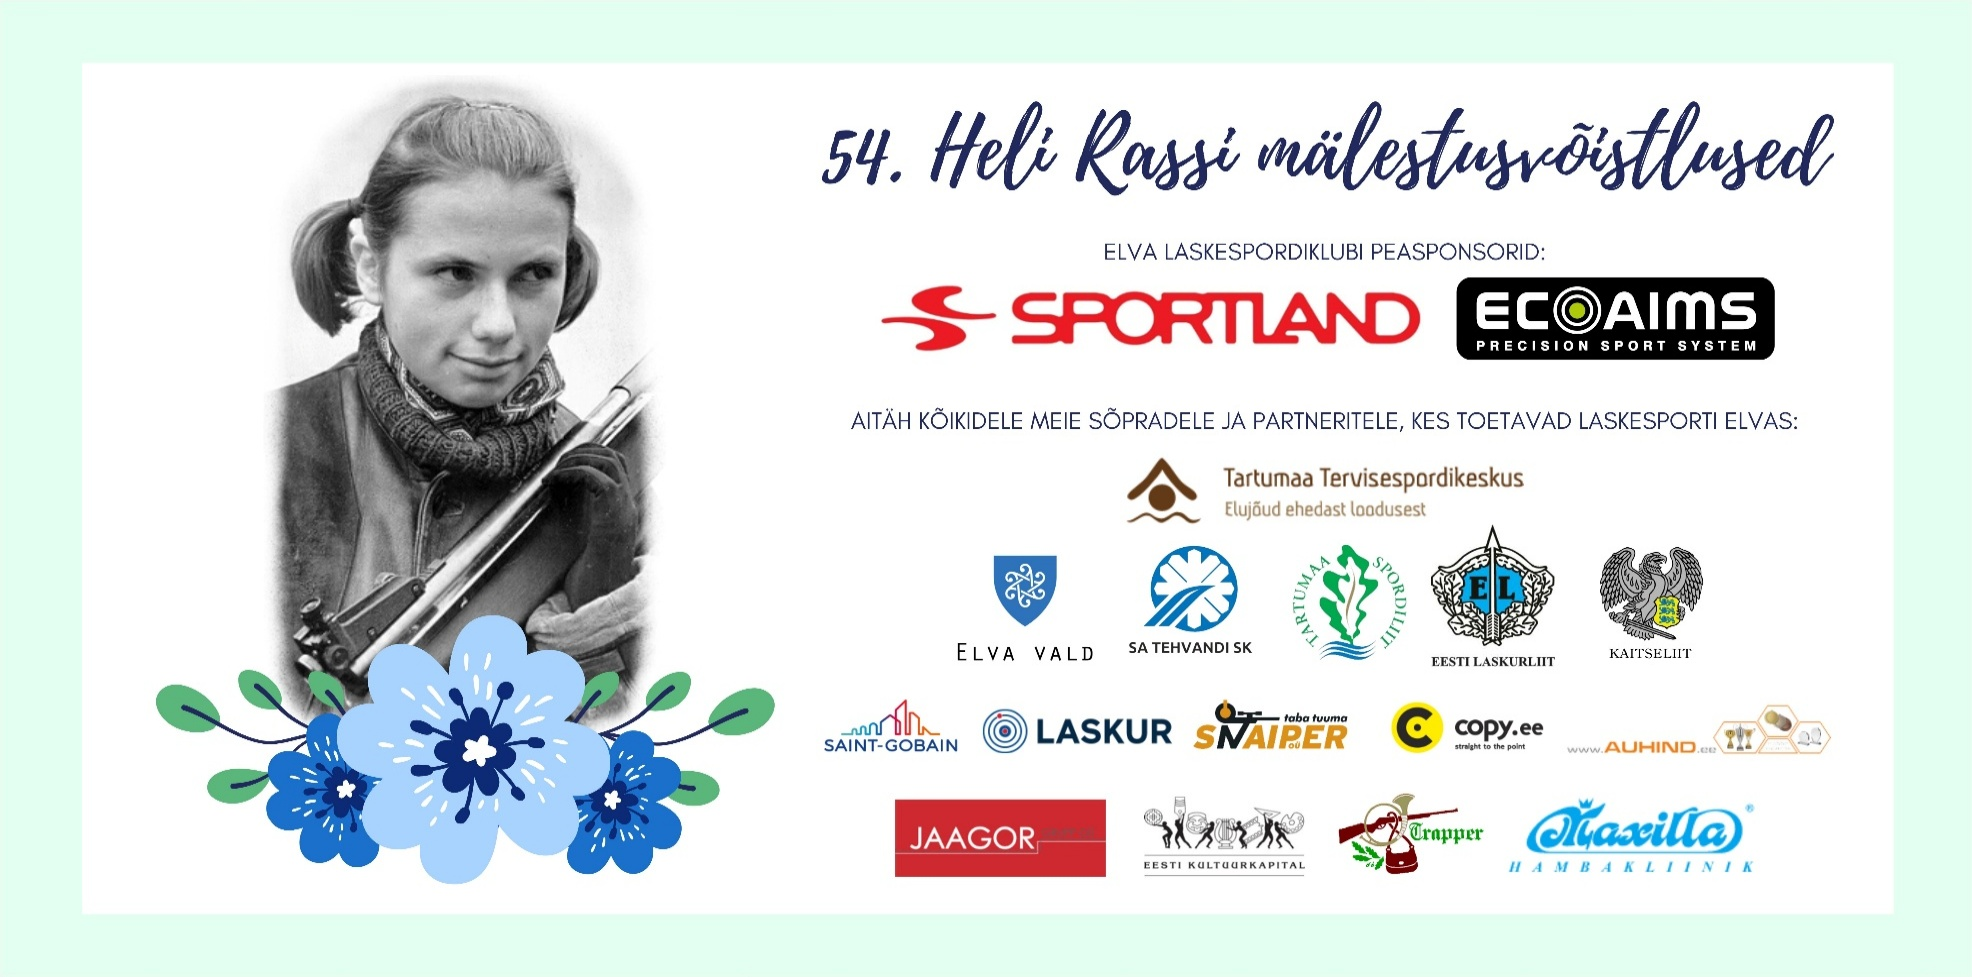 54. Heli Rassi mälestusvõistlused
ELVA LASKESPORDIKLUBI PEASPONSORID:
SPORTLAND
ECOAIMS
PRECISION SPORT SYSTEM
AITÄH KÕIKIDELE MEIE SÕPRADELE JA PARTNERITELE, KES TOETAVAD LASKESPORTI ELVAS:
Tartumaa Tervisespordikeskus
Elujõud ehedast loodusest
ELVA VALD
SA TEHVANDI SK
TARTUMAA SPORDILIIT
EL
EESTI LASKURLIIT
KAITSELIIT
SAINT-GOBAIN
LASKUR
taba tuuma
SNAIPER
OÜ
copy.ee
straight to the point
www.AUHIND.ee
JAAGOR
EESTI KULTUURKAPITAL
Trapper
Maxilla®
HAMBAKLIINIK